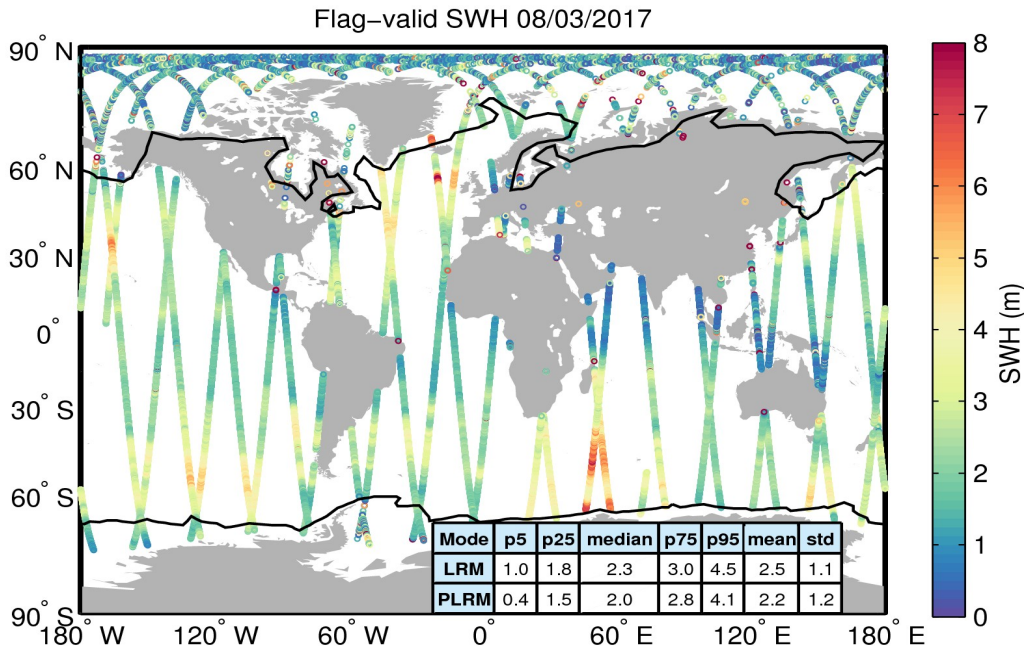 Flag−valid SWH 08/03/2017
90° N
60° N
30° N
0°
30° S
60° S
90° S
180° W
120° W
60° W
0°
60° E
120° E
180° E
8
7
6
5
4
3
2
1
0
SWH (m)
Mode p5 p25 median p75 p95 mean std
LRM 1.0 1.8 2.3 3.0 4.5 2.5 1.1
PLRM 0.4 1.5 2.0 2.8 4.1 2.2 1.2